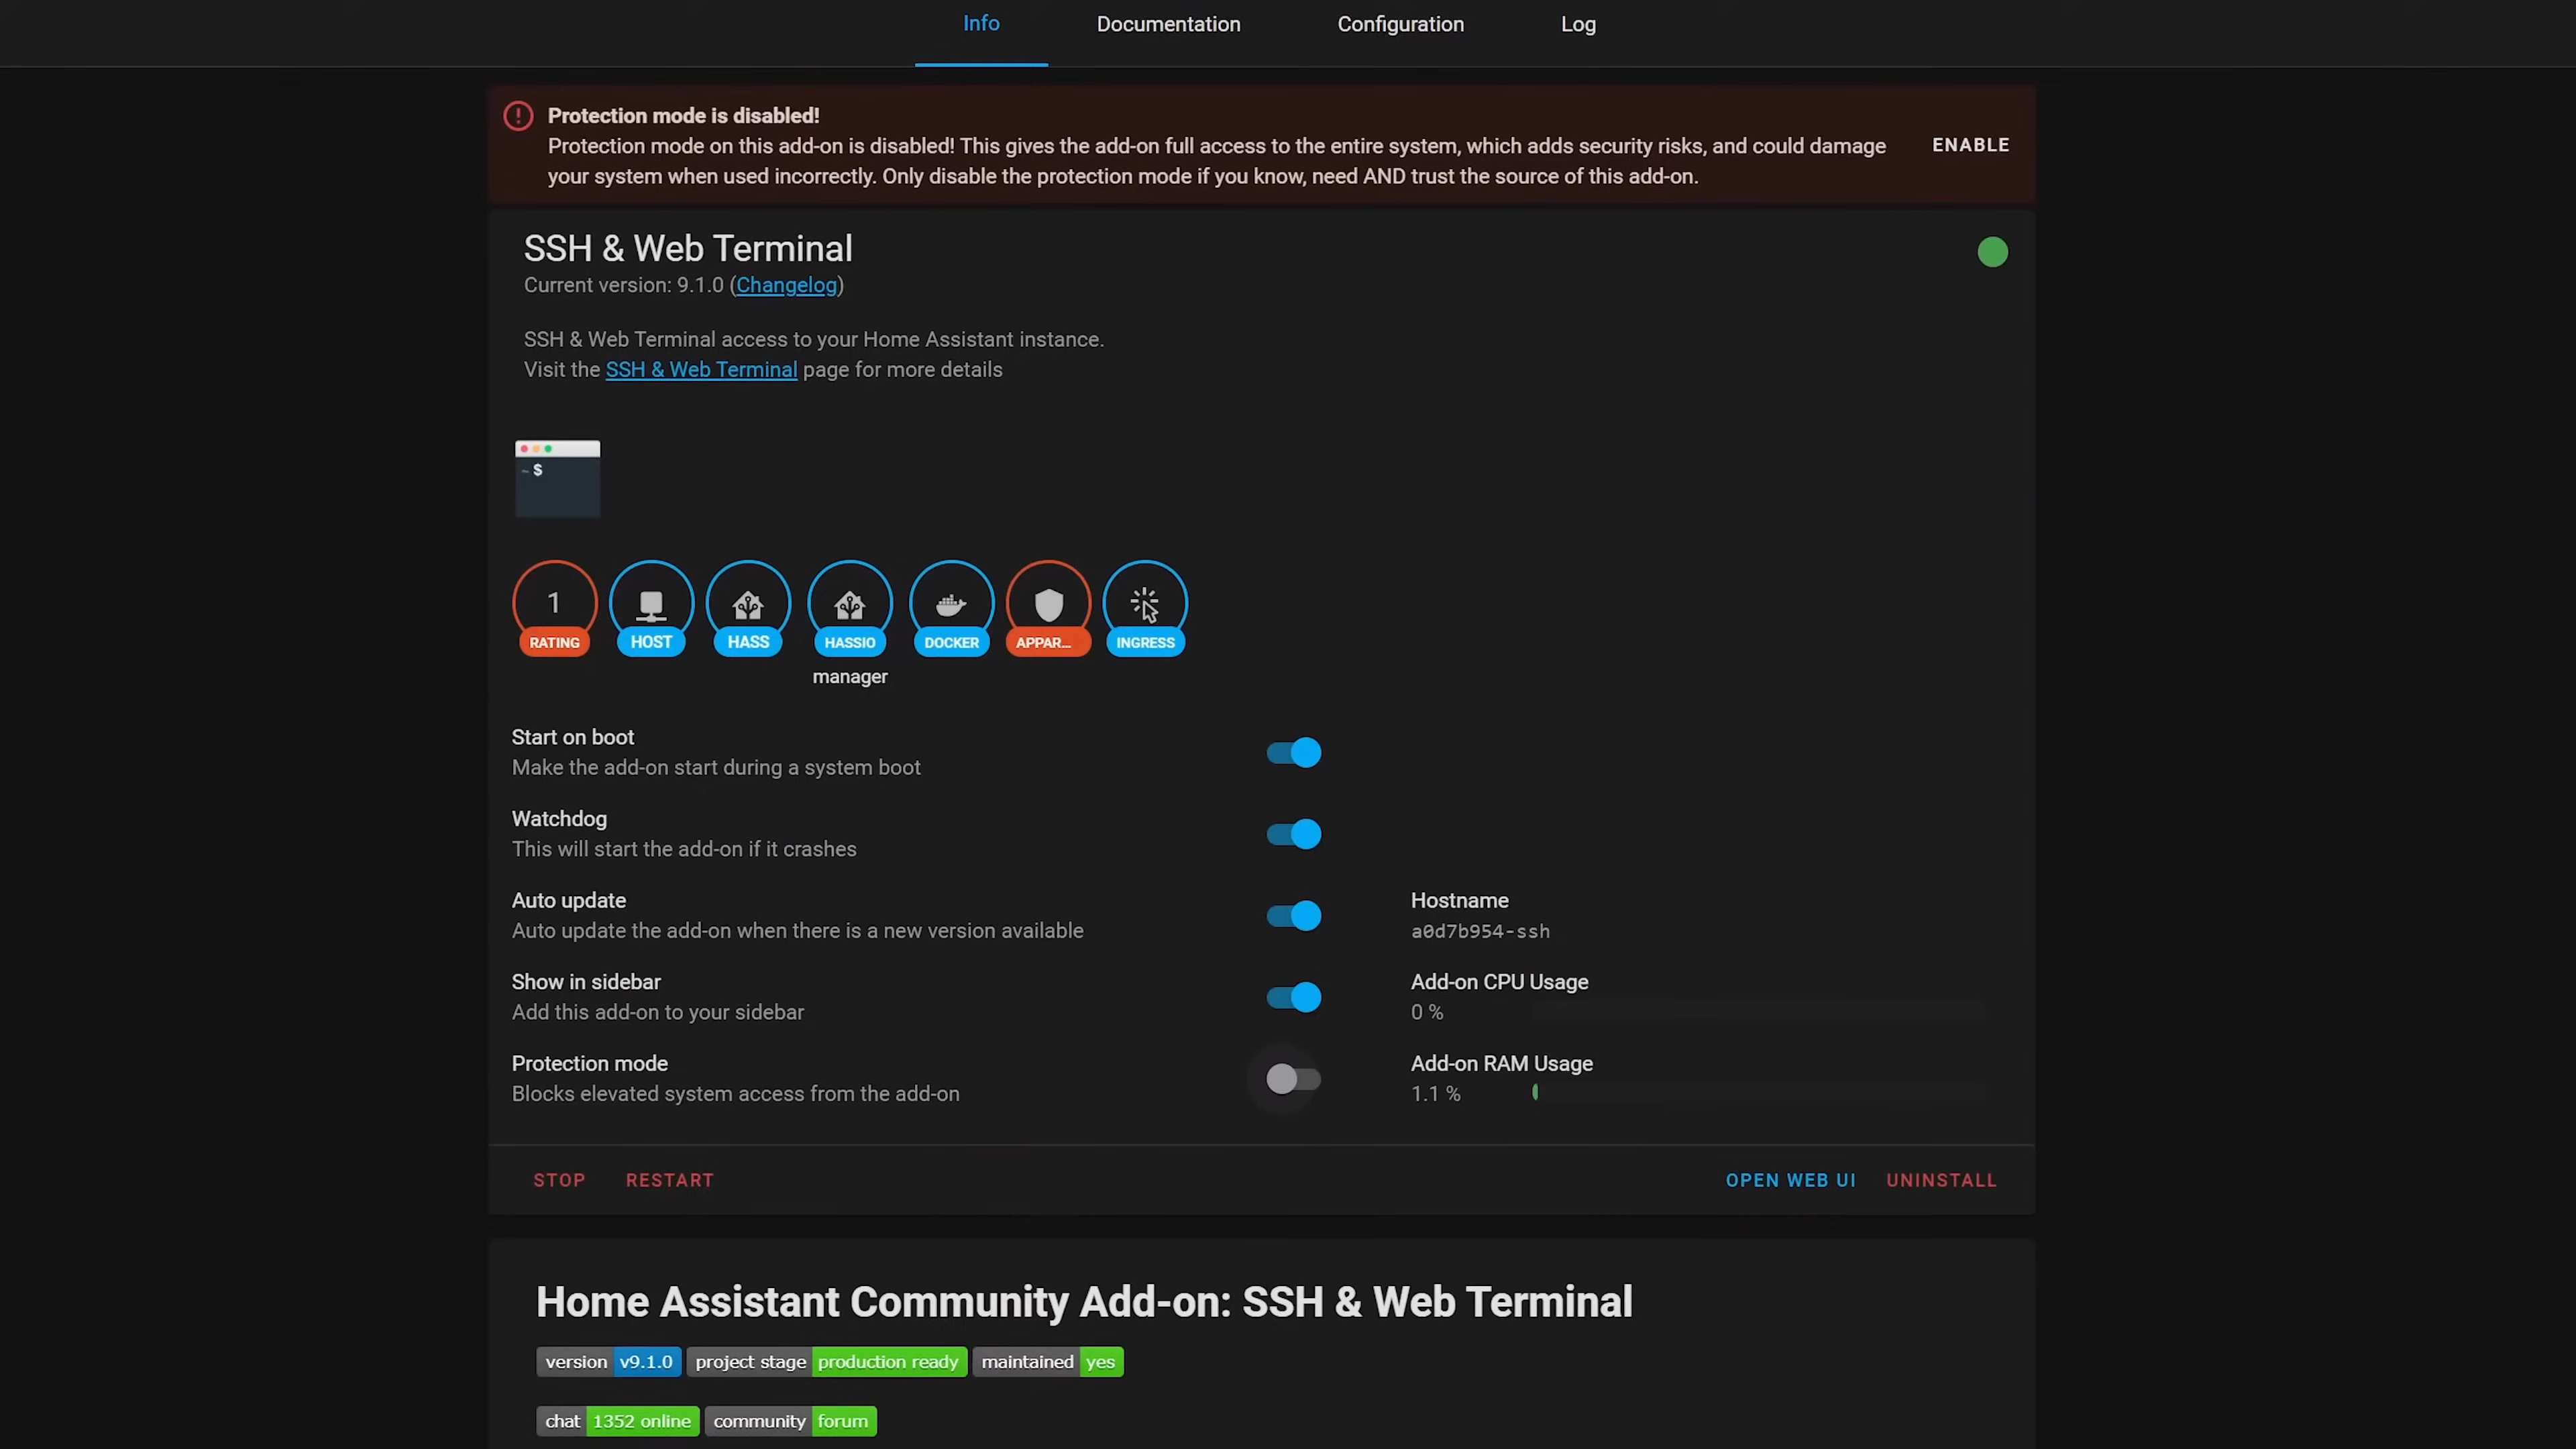 Info
Documentation
Configuration
Log
Protection mode is disabled!
Protection mode on this add-on is disabled! This gives the add-on full access to the entire system, which adds security risks, and could damage
your system when used incorrectly. Only disable the protection mode if you know, need AND trust the source of this add-on.
ENABLE
SSH & Web Terminal
Current version: 9.1.0 (Changelog)
SSH & Web Terminal access to your Home Assistant instance.
Visit the SSH & Web Terminal page for more details
~ $
1
RATING
HOST
HASS
HASSIO
DOCKER
APPAR...
INGRESS
manager
Start on boot
Make the add-on start during a system boot
Watchdog
This will start the add-on if it crashes
Auto update
Auto update the add-on when there is a new version available
Hostname
a0d7b954-ssh
Show in sidebar
Add this add-on to your sidebar
Add-on CPU Usage
0 %
Protection mode
Blocks elevated system access from the add-on
Add-on RAM Usage
1.1 %
STOP
RESTART
OPEN WEB UI
UNINSTALL
Home Assistant Community Add-on: SSH & Web Terminal
version v9.1.0 project stage production ready maintained yes
chat 1352 online community forum